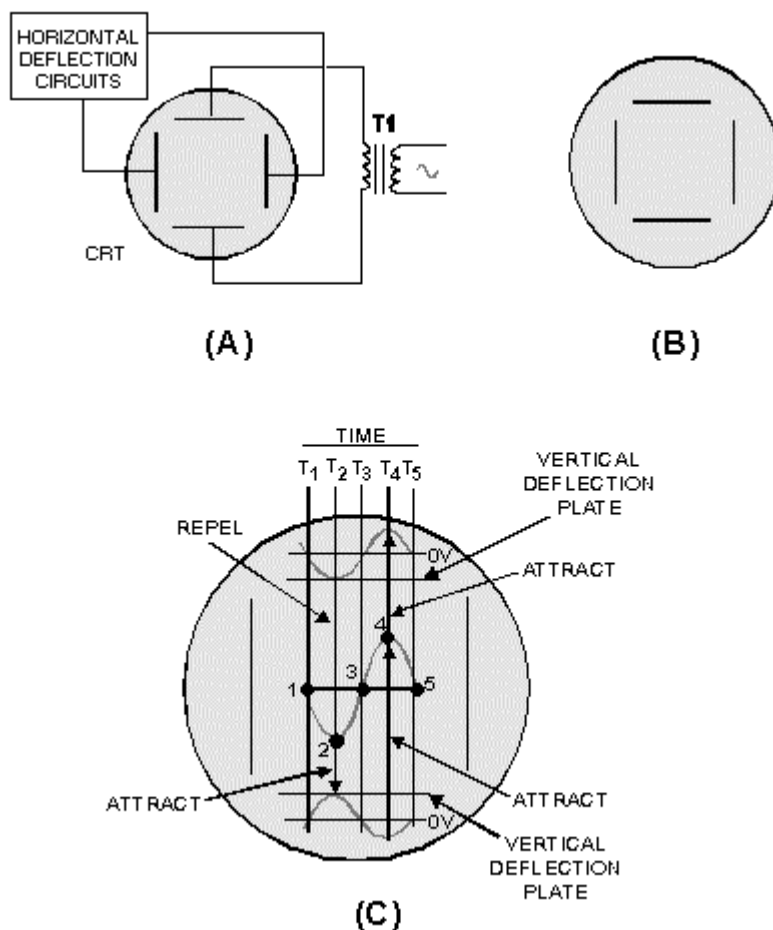 HORIZONTAL
DEFLECTION
CIRCUITS
T1
CRT
(A)
(B)
TIME
T1 T2 T3 T4 T5
VERTICAL
DEFLECTION
PLATE
REPEL
0V
ATTRACT
4
3
1
5
2
ATTRACT
ATTRACT
0V
VERTICAL
DEFLECTION
PLATE
(C)